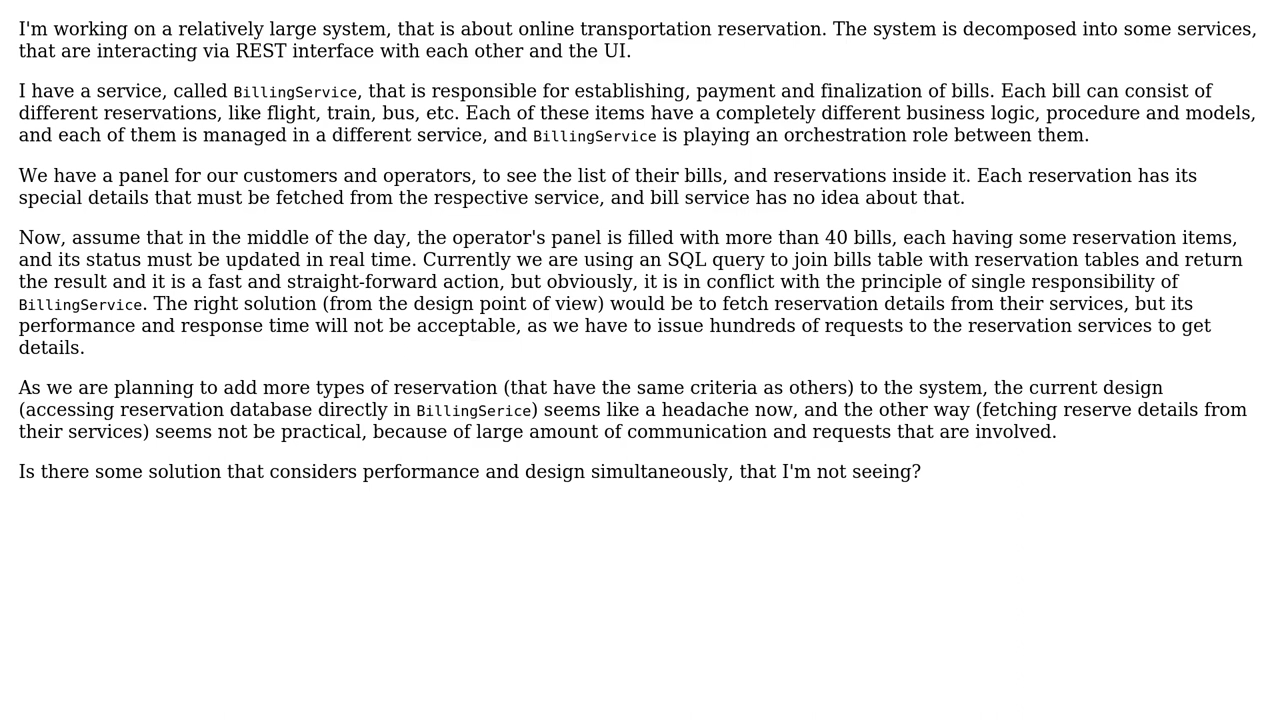 I'm working on a relatively large system, that is about online transportation reservation. The system is decomposed into some services,
that are interacting via REST interface with each other and the UI.
I have a service, called BillingService, that is responsible for establishing, payment and finalization of bills. Each bill can consist of
different reservations, like flight, train, bus, etc. Each of these items have a completely different business logic, procedure and models,
and each of them is managed in a different service, and BillingService is playing an orchestration role between them.
We have a panel for our customers and operators, to see the list of their bills, and reservations inside it. Each reservation has its
special details that must be fetched from the respective service, and bill service has no idea about that.
Now, assume that in the middle of the day, the operator's panel is filled with more than 40 bills, each having some reservation items,
and its status must be updated in real time. Currently we are using an SQL query to join bills table with reservation tables and return
the result and it is a fast and straight-forward action, but obviously, it is in conflict with the principle of single responsibility of
BillingService. The right solution (from the design point of view) would be to fetch reservation details from their services, but its
performance and response time will not be acceptable, as we have to issue hundreds of requests to the reservation services to get
details.
As we are planning to add more types of reservation (that have the same criteria as others) to the system, the current design
(accessing reservation database directly in BillingSerice) seems like a headache now, and the other way (fetching reserve details from
their services) seems not be practical, because of large amount of communication and requests that are involved.
Is there some solution that considers performance and design simultaneously, that I'm not seeing?